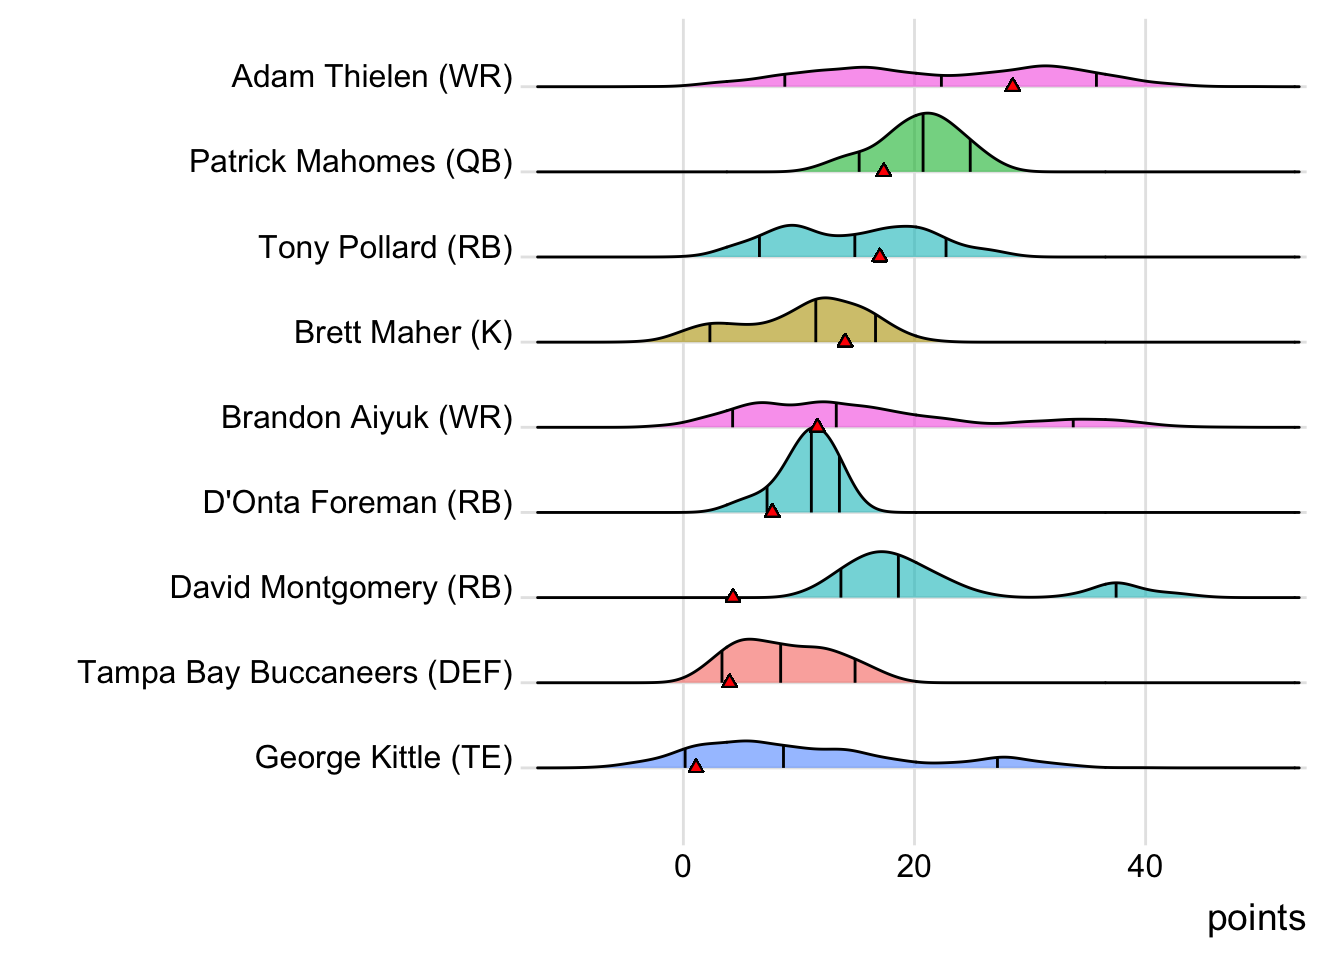 Adam Thielen (WR)
Patrick Mahomes (QB)
Tony Pollard (RB)
Brett Maher (K)
Brandon Aiyuk (WR)
D'Onta Foreman (RB)
David Montgomery (RB)
Tampa Bay Buccaneers (DEF)
George Kittle (TE)
0 20 40
points